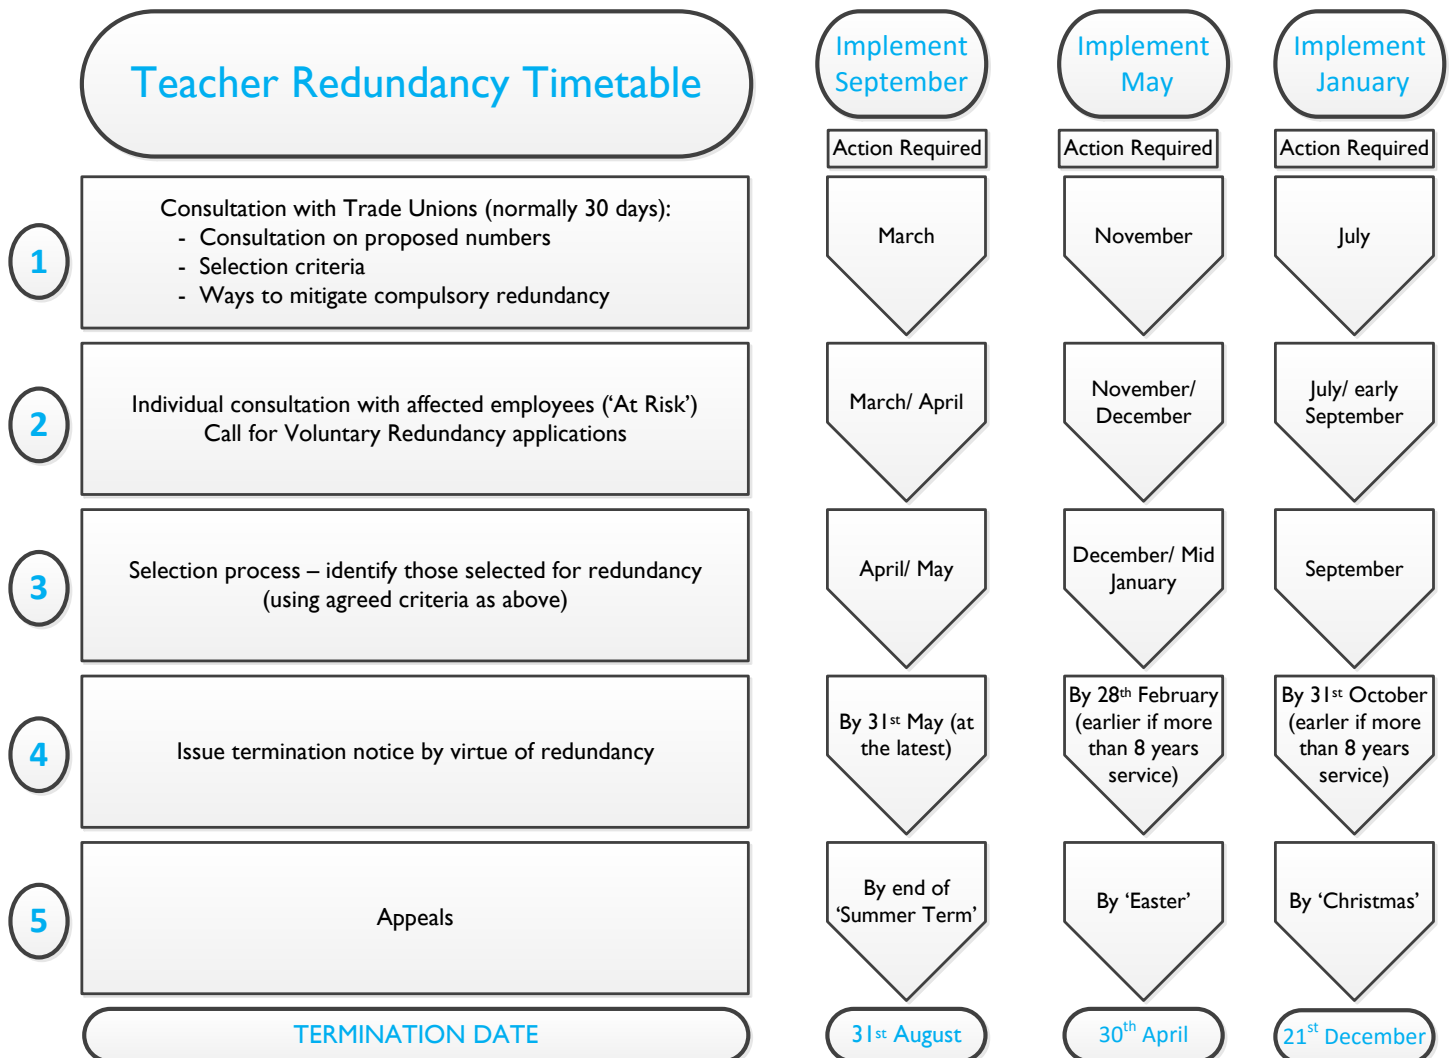 Teacher Redundancy Timetable
Implement
September
Implement
May
Implement
January
Action Required
Action Required
Action Required
1
Consultation with Trade Unions (normally 30 days):
- Consultation on proposed numbers
- Selection criteria
- Ways to mitigate compulsory redundancy
March
November
July
2
Individual consultation with affected employees (‘At Risk’)
Call for Voluntary Redundancy applications
March/ April
November/
December
July/ early
September
3
Selection process – identify those selected for redundancy
(using agreed criteria as above)
April/ May
December/ Mid
January
September
4
Issue termination notice by virtue of redundancy
By 31st May (at
the latest)
By 28th February
(earlier if more
than 8 years
service)
By 31st October
(earler if more
than 8 years
service)
5
Appeals
By end of
‘Summer Term’
By ‘Easter’
By ‘Christmas’
TERMINATION DATE
31st August
30th April
21st December